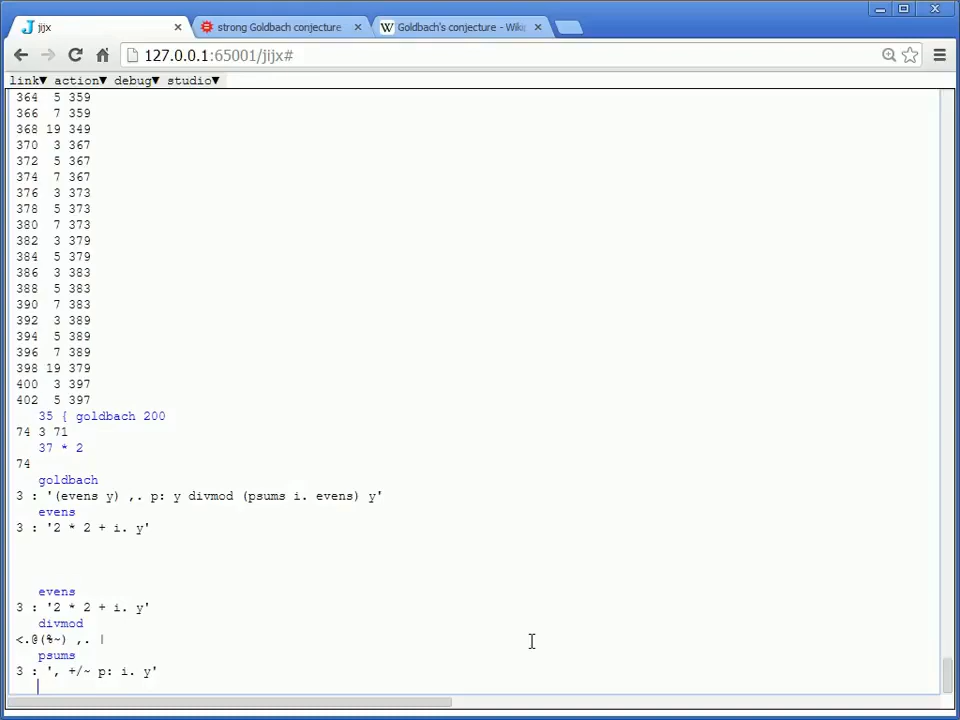 jijx
strong Goldbach conjecture
Goldbach's conjecture - Wiki
127.0.0.1:65001/jijx#
link▼ action▼ debug▼ studio▼
364  5 359
366  7 359
368 19 349
370  3 367
372  5 367
374  7 367
376  3 373
378  5 373
380  7 373
382  3 379
384  5 379
386  3 383
388  5 383
390  7 383
392  3 389
394  5 389
396  7 389
398 19 379
400  3 397
402  5 397
35 { goldbach 200
74 3 71
37 * 2
74
goldbach
3 : '(evens y) ,. p: y divmod (psums i. evens) y'
evens
3 : '2 * 2 + i. y'
evens
3 : '2 * 2 + i. y'
divmod
<.@(%~) ,. |
psums
3 : ', +/~ p: i. y'